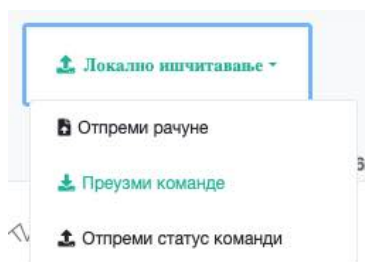 Локално ишчитавање
Отпреми рачуне
Преузми команде
Отпреми статус команди